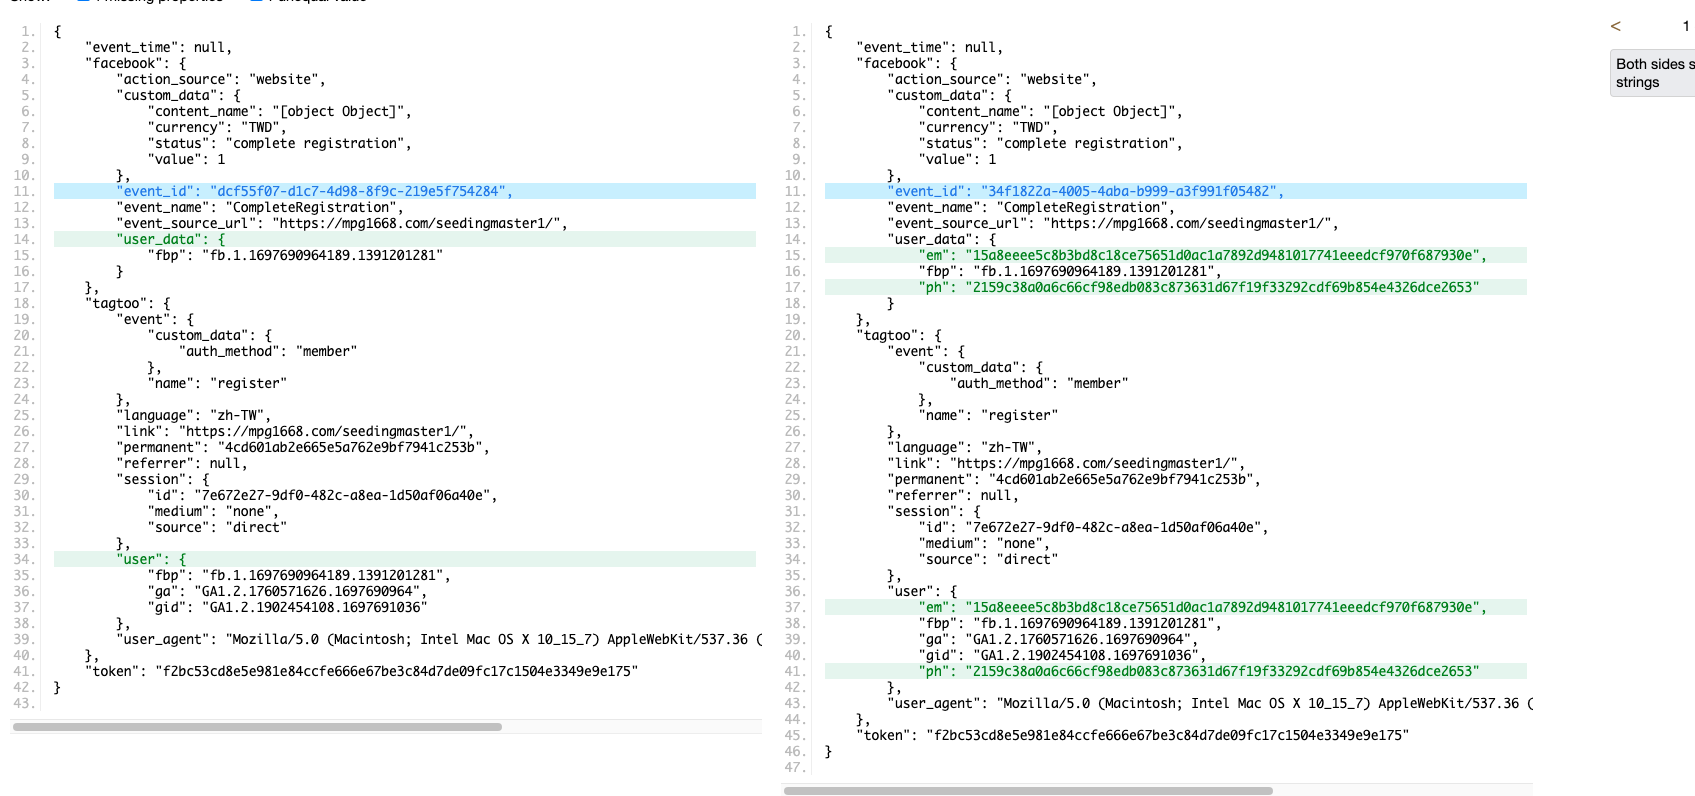 1. {
2. "event_time": null,
3. "facebook": {
4. "action_source": "website",
5. "custom_data": {
6. "content_name": "[object Object]",
7. "currency": "TWD",
8. "status": "complete registration",
9. "value": 1
10. },
11. "event_id": "dcf55f07-d1c7-4d98-8f9c-219e5f754284",
12. "event_name": "CompleteRegistration",
13. "event_source_url": "https://mpg1668.com/seedingmaster1/",
14. "user_data": {
15. "fbp": "fb.1.1697690964189.1391201281"
16. }
17. },
18. "tagtoo": {
19. "event": {
20. "custom_data": {
21. "auth_method": "member"
22. },
23. "name": "register"
24. },
25. "language": "zh-TW",
26. "link": "https://mpg1668.com/seedingmaster1/",
27. "permanent": "4cd601ab2e665e5a762e9bf7941c253b",
28. "referrer": null,
29. "session": {
30. "id": "7e672e27-9df0-482c-a8ea-1d50af06a40e",
31. "medium": "none",
32. "source": "direct"
33. },
34. "user": {
35. "fbp": "fb.1.1697690964189.1391201281",
36. "ga": "GA1.2.1760571626.1697690964",
37. "gid": "GA1.2.1902454108.1697691036"
38. },
39. "user_agent": "Mozilla/5.0 (Macintosh; Intel Mac OS X 10_15_7) AppleWebKit/537.36 (
40. },
41. "token": "f2bc53cd8e5e981e84ccfe666e67be3c84d7de09fc17c1504e3349e9e175"
42. }
43.
1. {
2. "event_time": null,
3. "facebook": {
4. "action_source": "website",
5. "custom_data": {
6. "content_name": "[object Object]",
7. "currency": "TWD",
8. "status": "complete registration",
9. "value": 1
10. },
11. "event_id": "34f1822a-4005-4aba-b999-a3f991f05482",
12. "event_name": "CompleteRegistration",
13. "event_source_url": "https://mpg1668.com/seedingmaster1/",
14. "user_data": {
15. "em": "15a8eeee5c8b3bd8c18ce75651d0ac1a7892d9481017741eeedcf970f687930e",
16. "fbp": "fb.1.1697690964189.1391201281",
17. "ph": "2159c38a0a6c66cf98edb083c873631d67f19f33292cdf69b854e4326dce2653"
18. }
19. },
20. "tagtoo": {
21. "event": {
22. "custom_data": {
23. "auth_method": "member"
24. },
25. "name": "register"
26. },
27. "language": "zh-TW",
28. "link": "https://mpg1668.com/seedingmaster1/",
29. "permanent": "4cd601ab2e665e5a762e9bf7941c253b",
30. "referrer": null,
31. "session": {
32. "id": "7e672e27-9df0-482c-a8ea-1d50af06a40e",
33. "medium": "none",
34. "source": "direct"
35. },
36. "user": {
37. "em": "15a8eeee5c8b3bd8c18ce75651d0ac1a7892d9481017741eeedcf970f687930e",
38. "fbp": "fb.1.1697690964189.1391201281",
39. "ga": "GA1.2.1760571626.1697690964",
40. "gid": "GA1.2.1902454108.1697691036",
41. "ph": "2159c38a0a6c66cf98edb083c873631d67f19f33292cdf69b854e4326dce2653"
42. },
43. "user_agent": "Mozilla/5.0 (Macintosh; Intel Mac OS X 10_15_7) AppleWebKit/537.36 (
44. },
45. "token": "f2bc53cd8e5e981e84ccfe666e67be3c84d7de09fc17c1504e3349e9e175"
46. }
47.
< 1
Both sides s
strings